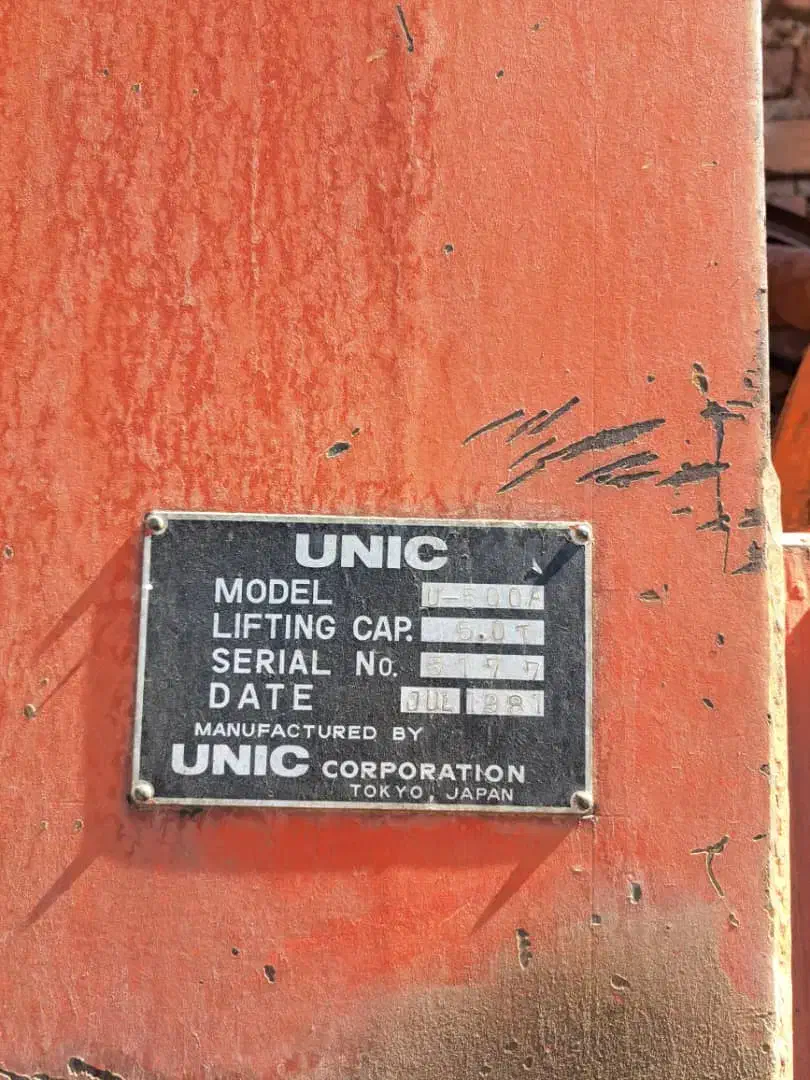 UNIC
MODEL U-500A
LIFTING CAP. 5.0T
SERIAL No. 5177
DATE JUL 1981
MANUFACTURED BY
UNIC CORPORATION
TOKYO, JAPAN